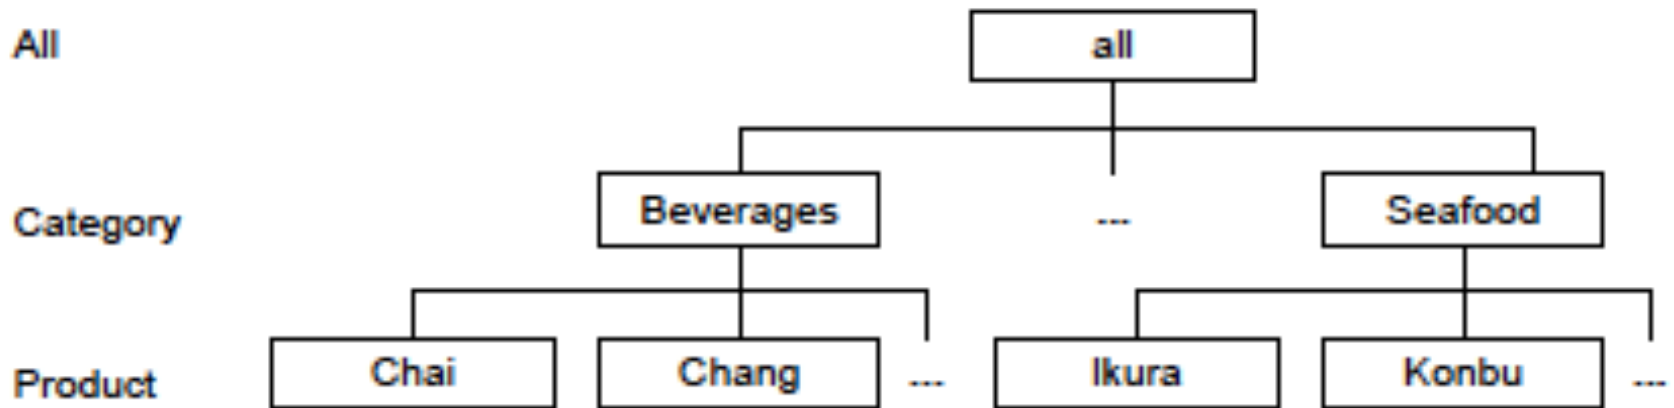 All all
Category Beverages ... Seafood
Product Chai Chang ... Ikura Konbu ...